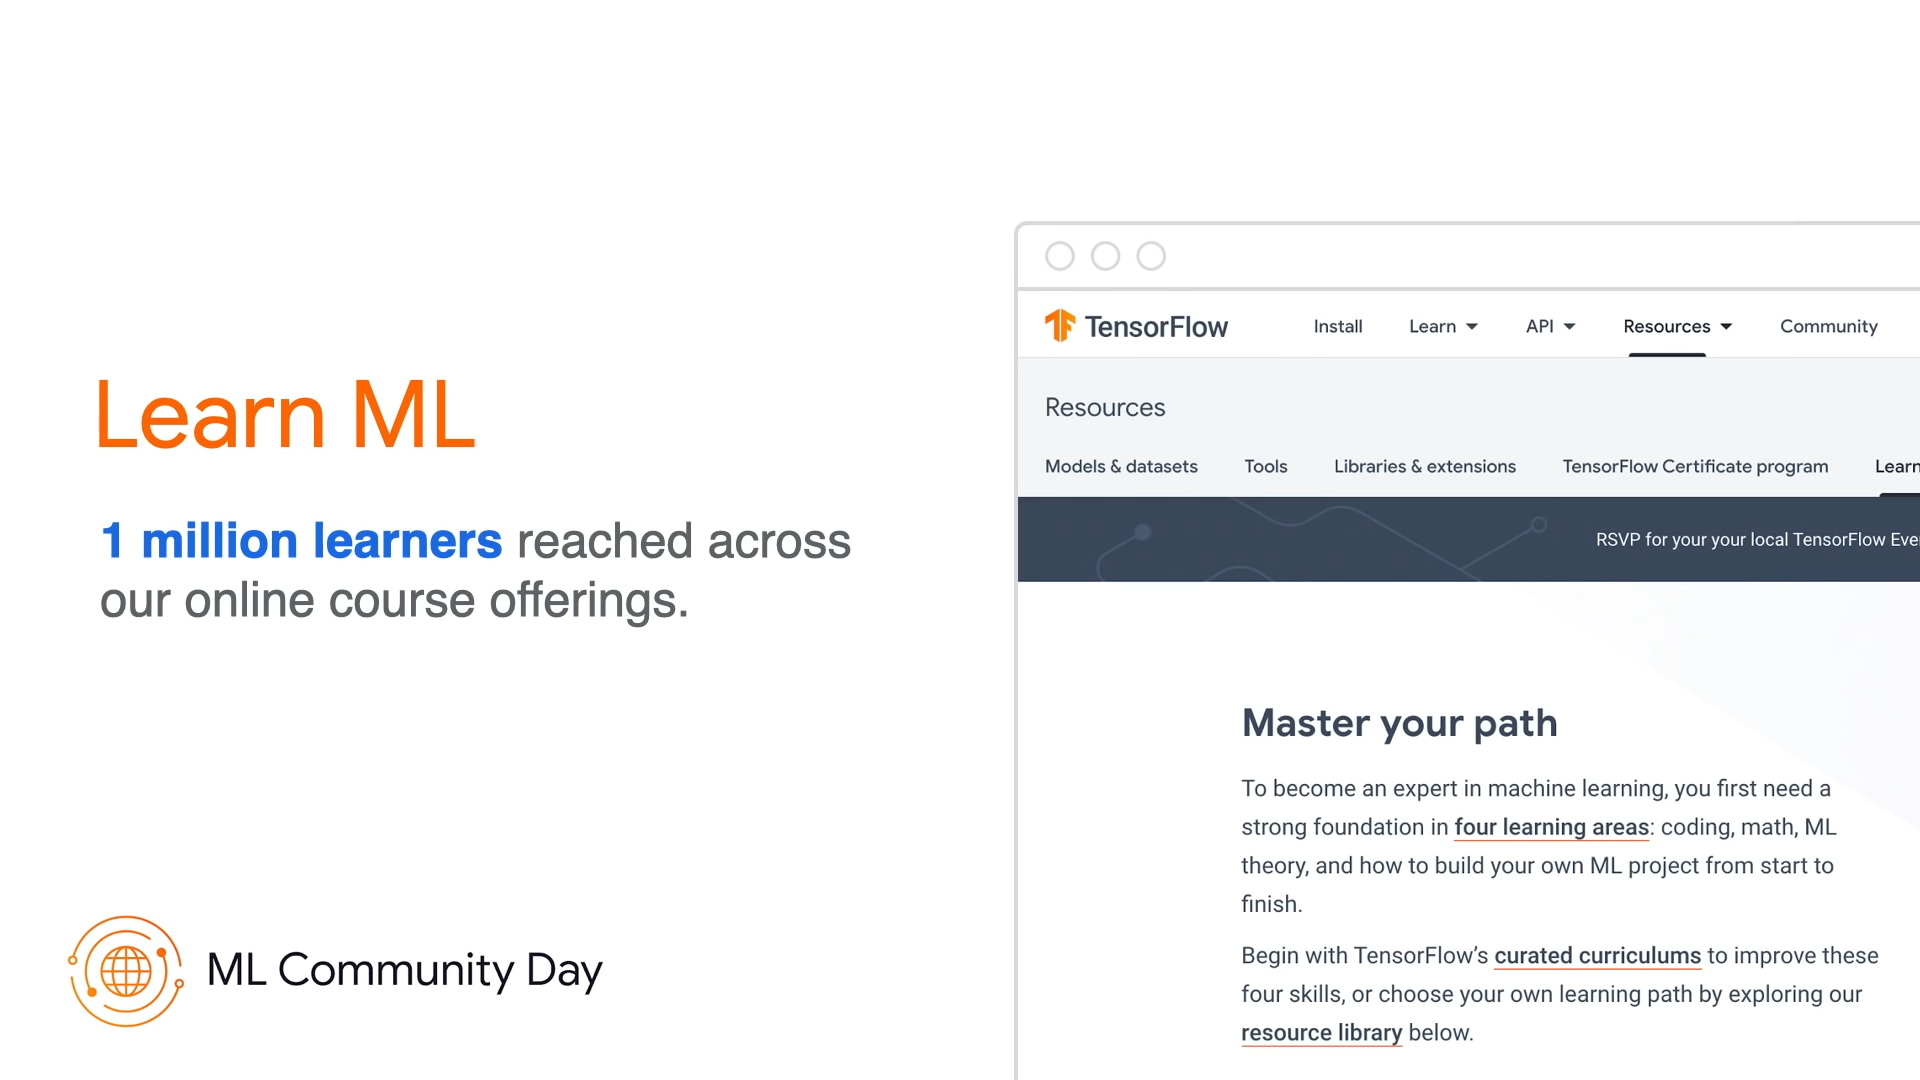 Learn ML
1 million learners reached across
our online course offerings.
ML Community Day
TensorFlow Install Learn API Resources Community
Resources
Models & datasets Tools Libraries & extensions TensorFlow Certificate program Learn
RSVP for your your local TensorFlow Eve
Master your path
To become an expert in machine learning, you first need a
strong foundation in four learning areas: coding, math, ML
theory, and how to build your own ML project from start to
finish.
Begin with TensorFlow’s curated curriculums to improve these
four skills, or choose your own learning path by exploring our
resource library below.